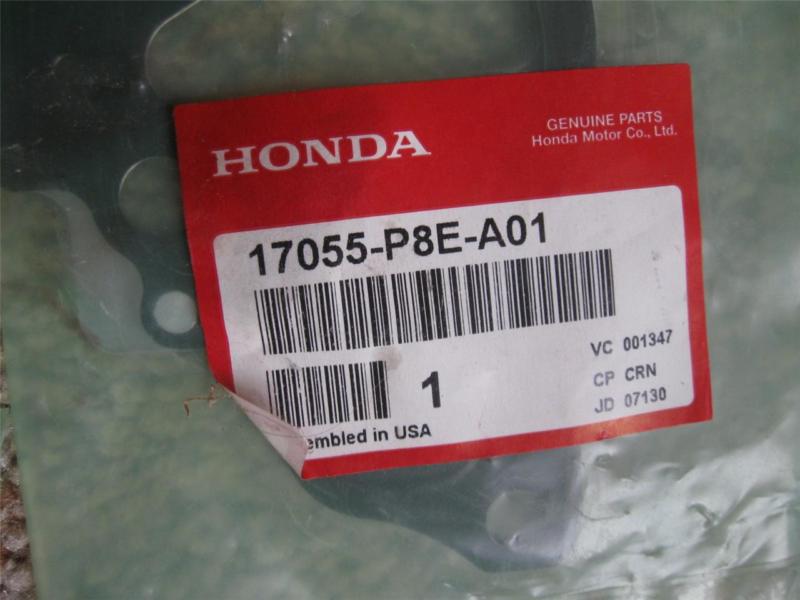 HONDA
GENUINE PARTS
Honda Motor Co., Ltd.
17055-P8E-A01
1
VC 001347
CP CRN
JD 07130
embled in USA